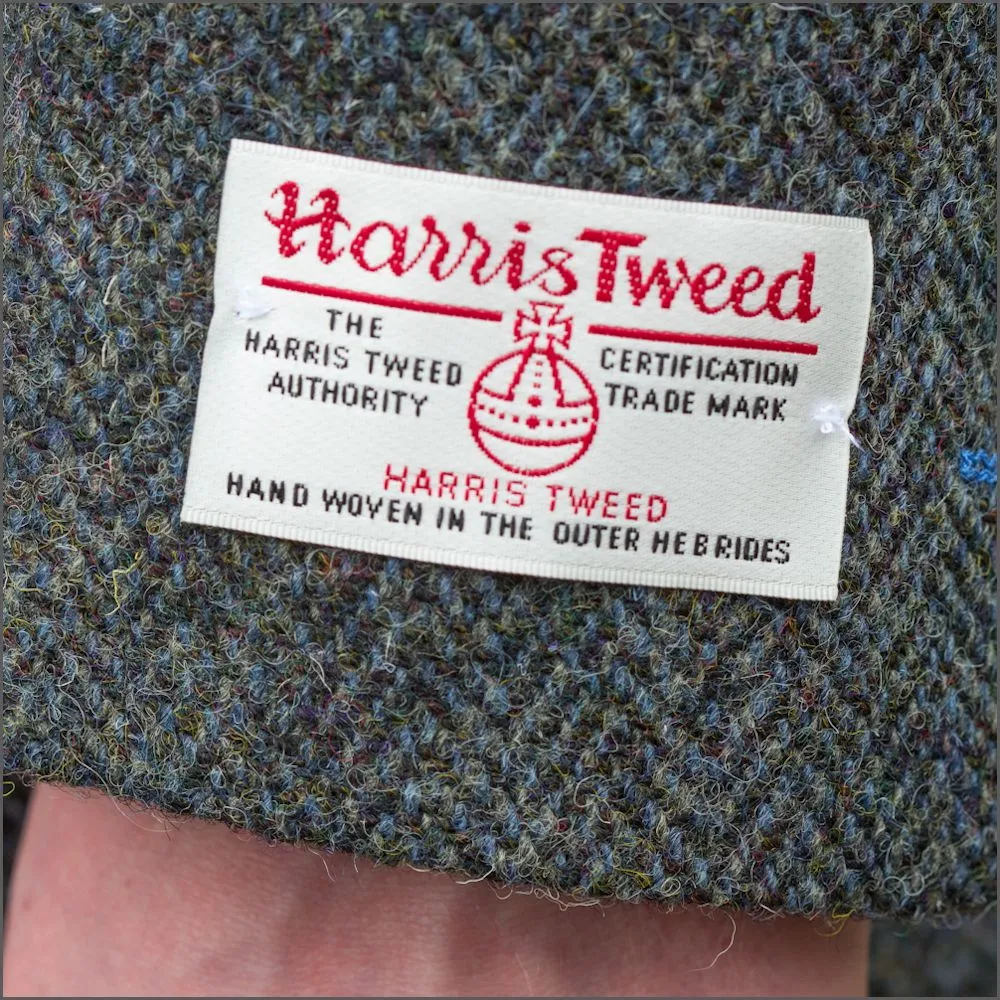 Harris Tweed
THE
HARRIS TWEED
AUTHORITY
CERTIFICATION
TRADE MARK
HARRIS TWEED
HAND WOVEN IN THE OUTER HEBRIDES